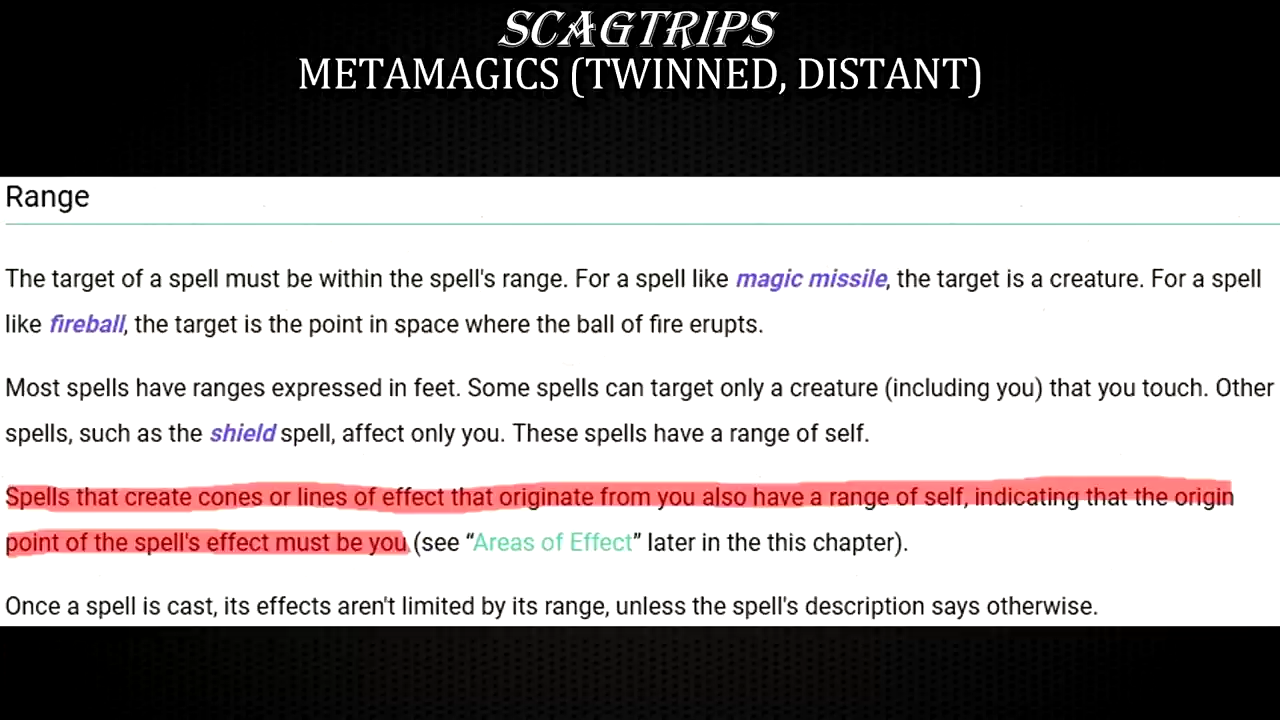 SCAGTRIPS
METAMAGICS (TWINNED, DISTANT)
Range
The target of a spell must be within the spell's range. For a spell like magic missile, the target is a creature. For a spell
like fireball, the target is the point in space where the ball of fire erupts.
Most spells have ranges expressed in feet. Some spells can target only a creature (including you) that you touch. Other
spells, such as the shield spell, affect only you. These spells have a range of self.
Spells that create cones or lines of effect that originate from you also have a range of self, indicating that the origin
point of the spell's effect must be you (see “Areas of Effect” later in the this chapter).
Once a spell is cast, its effects aren't limited by its range, unless the spell's description says otherwise.